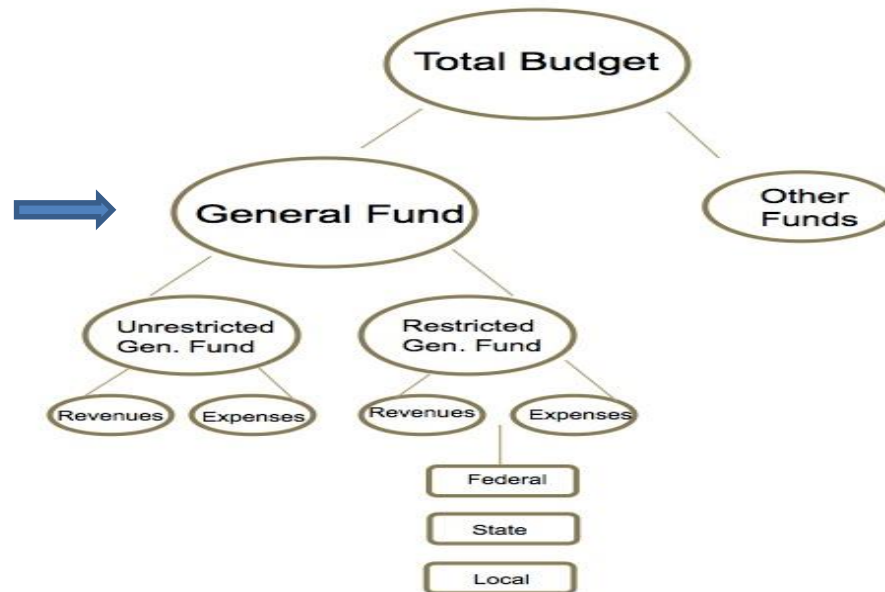 Total Budget
General Fund
Other
Funds
Unrestricted
Gen. Fund
Restricted
Gen. Fund
Revenues
Expenses
Revenues
Expenses
Federal
State
Local